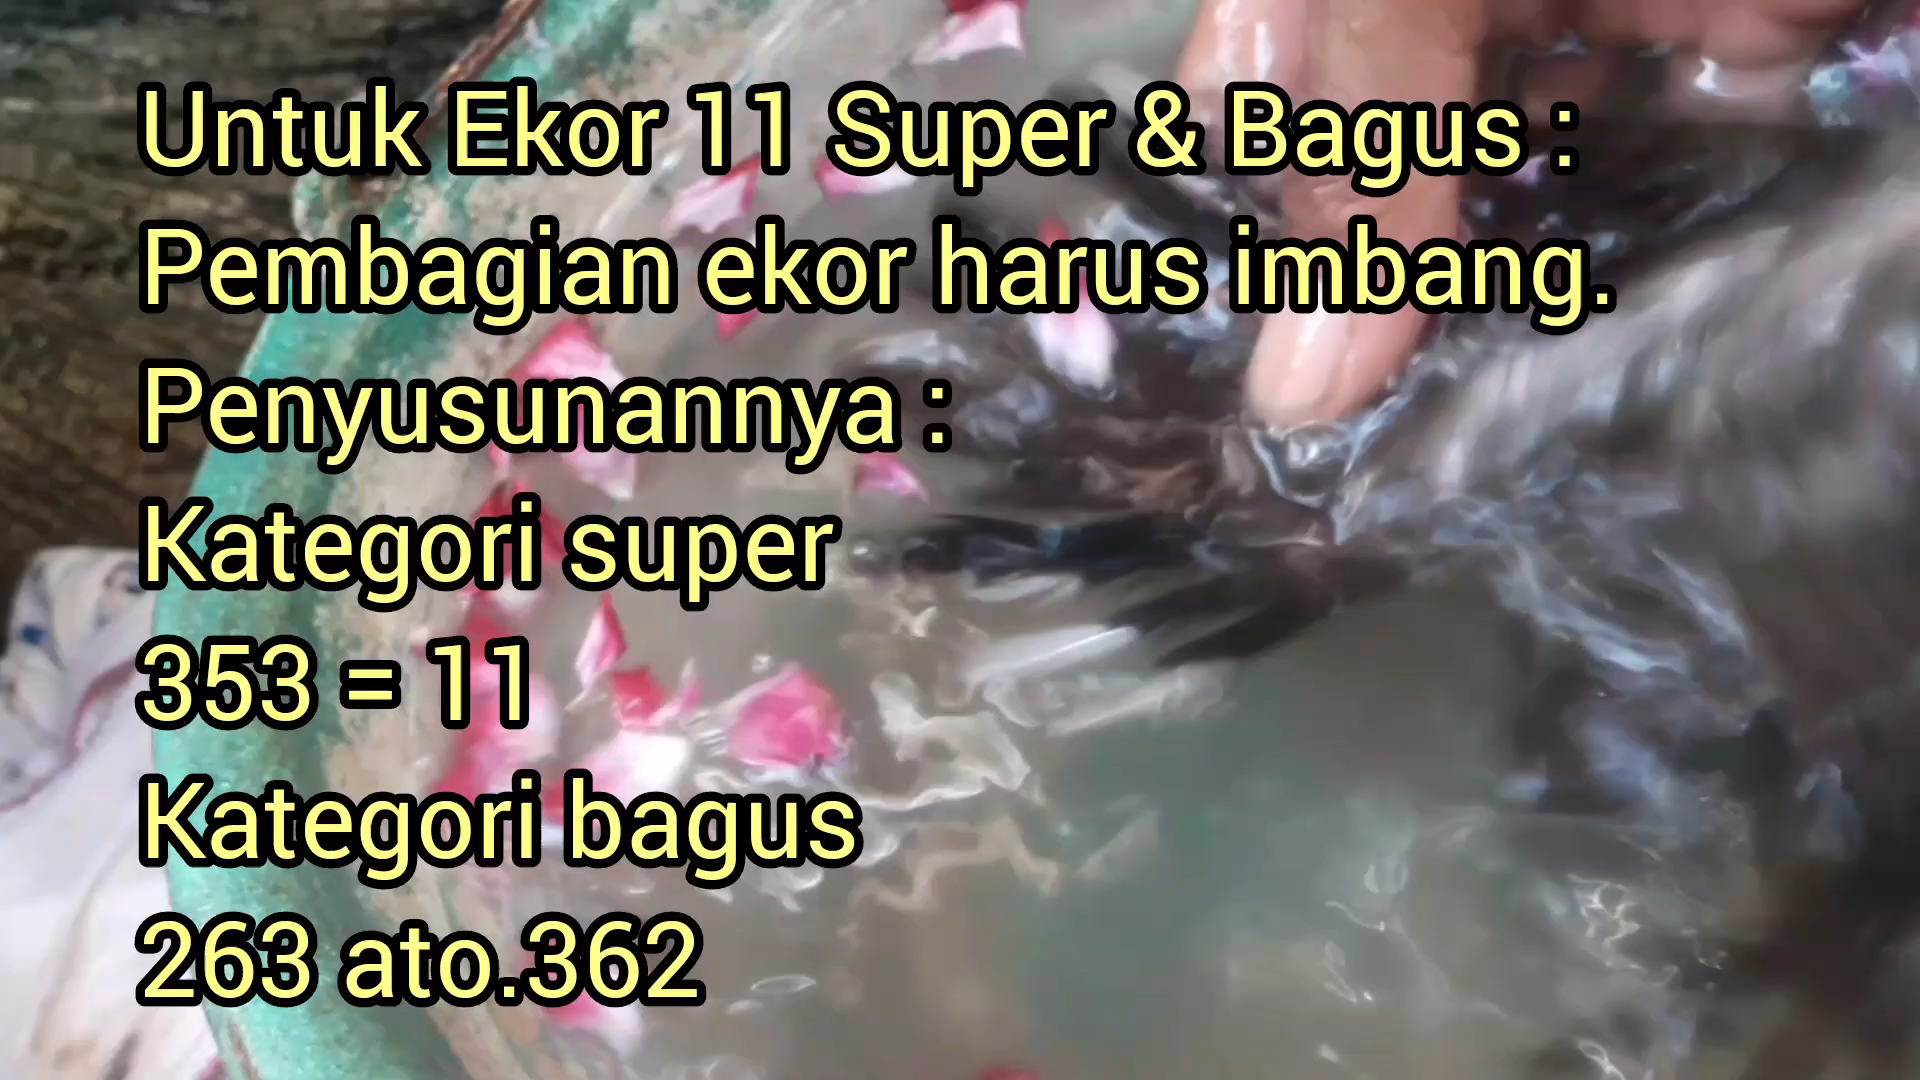 Untuk Ekor 11 Super & Bagus :
Pembagian ekor harus imbang.
Penyusunannya :
Kategori super
353 = 11
Kategori bagus
263 ato.362